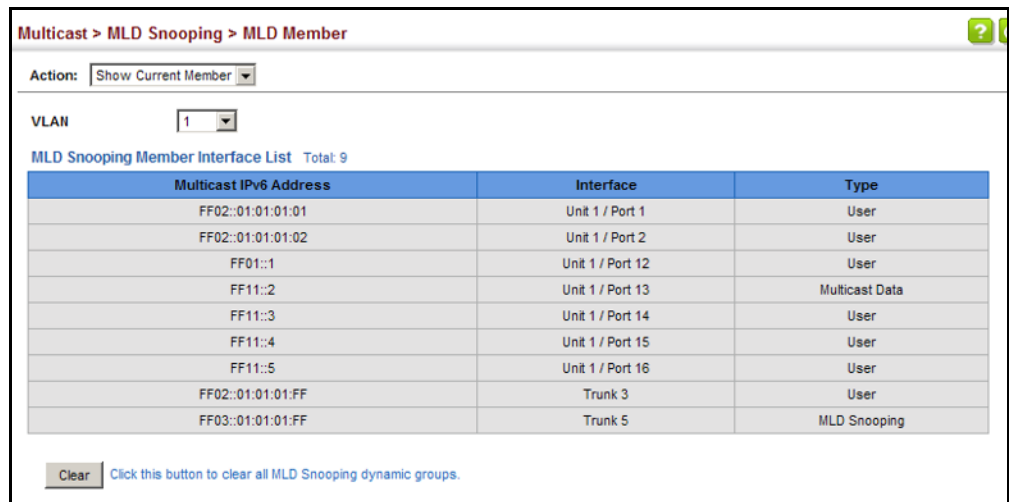 Multicast > MLD Snooping > MLD Member
?
Action: Show Current Member
VLAN 1
MLD Snooping Member Interface List Total: 9
Multicast IPv6 Address Interface Type
FF02::01:01:01:01 Unit 1 / Port 1 User
FF02::01:01:01:02 Unit 1 / Port 2 User
FF01::1 Unit 1 / Port 12 User
FF11::2 Unit 1 / Port 13 Multicast Data
FF11::3 Unit 1 / Port 14 User
FF11::4 Unit 1 / Port 15 User
FF11::5 Unit 1 / Port 16 User
FF02::01:01:01:FF Trunk 3 User
FF03::01:01:01:FF Trunk 5 MLD Snooping
Clear Click this button to clear all MLD Snooping dynamic groups.